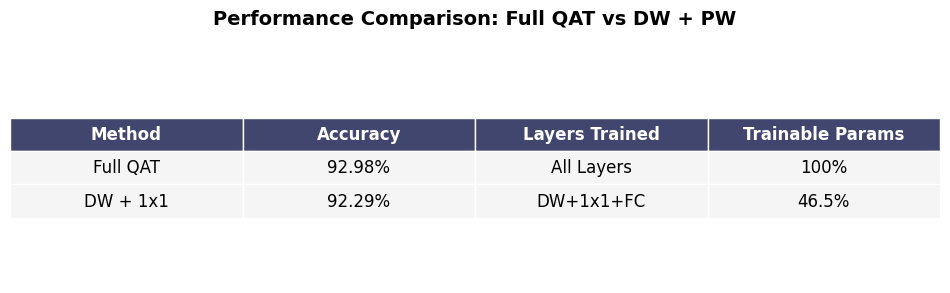 Performance Comparison: Full QAT vs DW + PW
Method Accuracy Layers Trained Trainable Params
Full QAT 92.98% All Layers 100%
DW + 1x1 92.29% DW+1x1+FC 46.5%